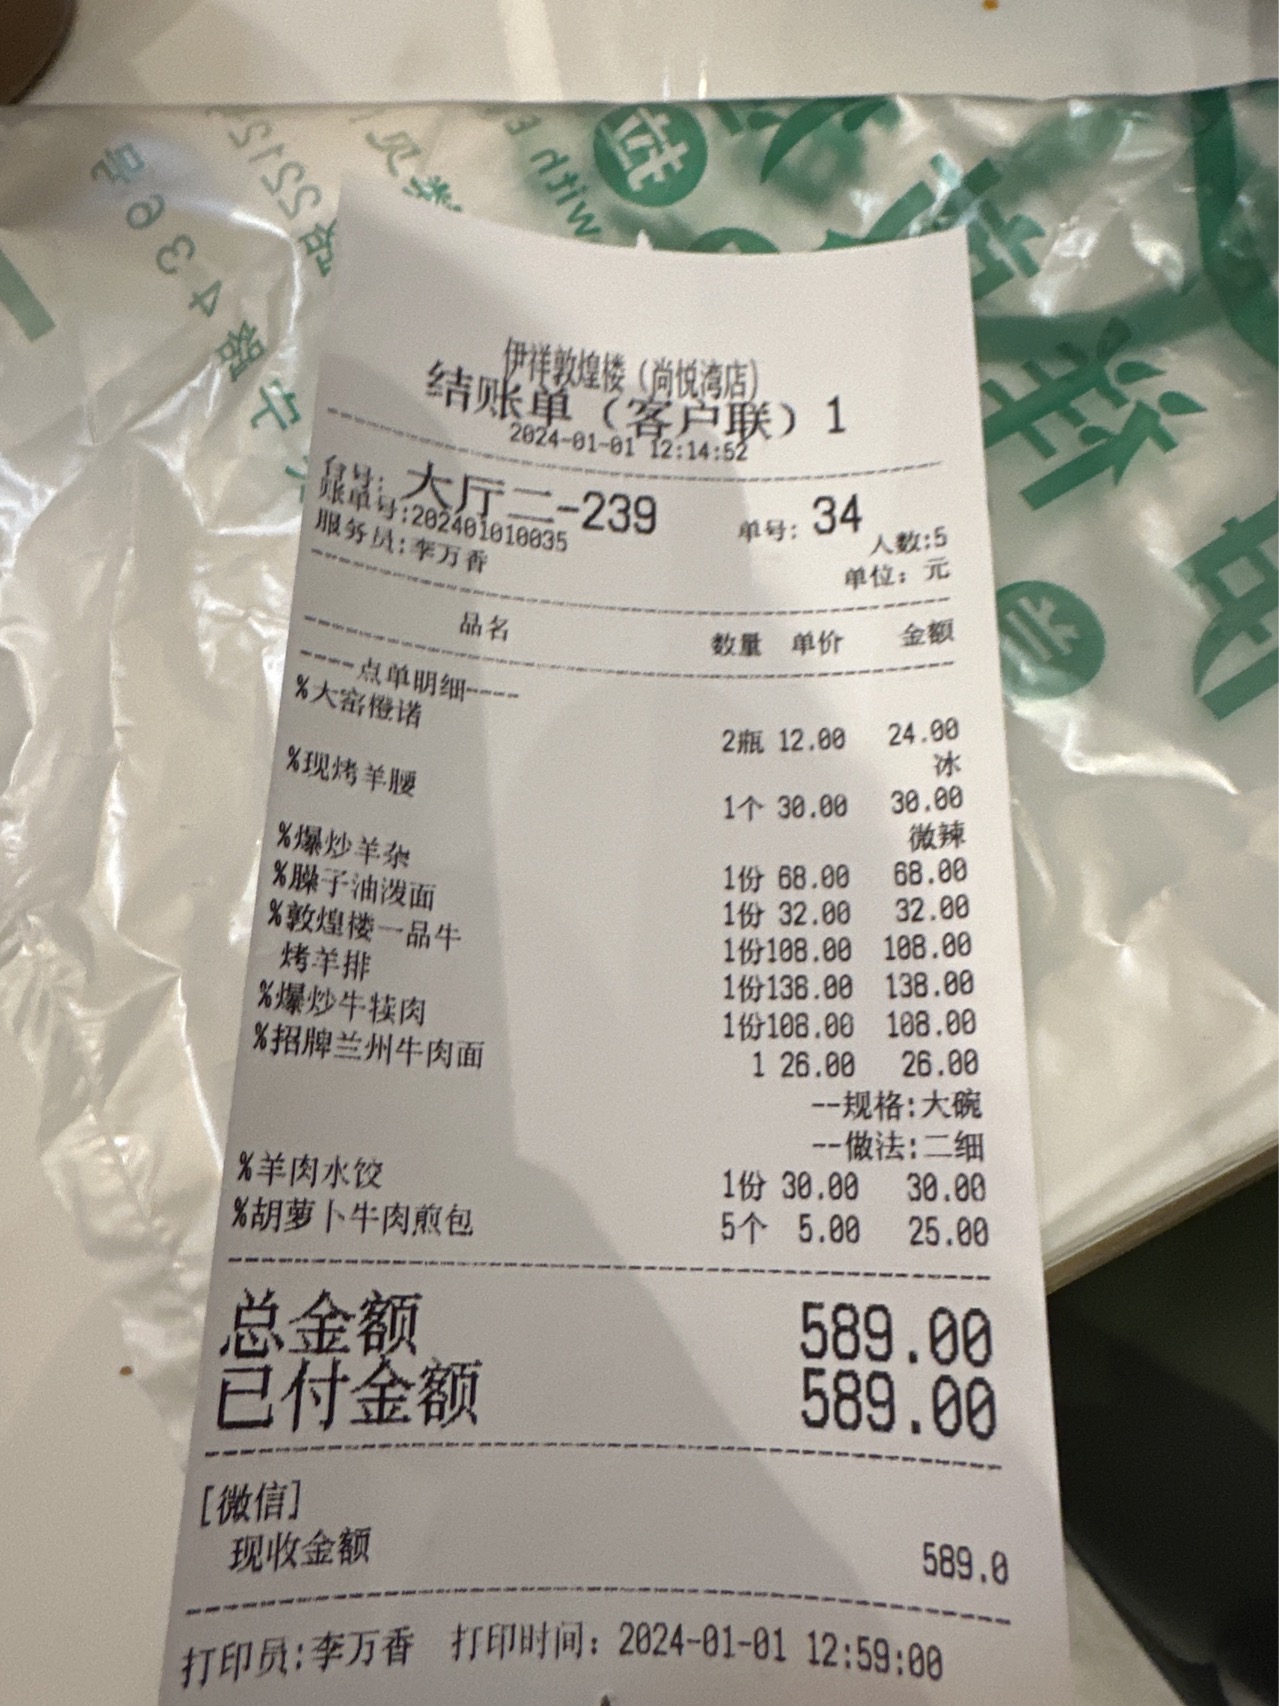 伊祥敦煌楼（尚悦湾店）
结账单（客户联）1
2024-01-01 12:14:52
台号: 大厅二-239 单号: 34
账单号:202401010035 人数:5
服务员:李万香 单位: 元
品名 数量 单价 金额
----点单明细----
%大窑橙诺 2瓶 12.00 24.00
冰
%现烤羊腰 1个 30.00 30.00
微辣
%爆炒羊杂 1份 68.00 68.00
%臊子油泼面 1份 32.00 32.00
%敦煌楼一品牛 1份108.00 108.00
烤羊排 1份138.00 138.00
%爆炒牛犊肉 1份108.00 108.00
%招牌兰州牛肉面 1 26.00 26.00
--规格:大碗
--做法:二细
%羊肉水饺 1份 30.00 30.00
%胡萝卜牛肉煎包 5个 5.00 25.00
总金额 589.00
已付金额 589.00
[微信]
现收金额 589.0
打印员:李万香 打印时间: 2024-01-01 12:59:00